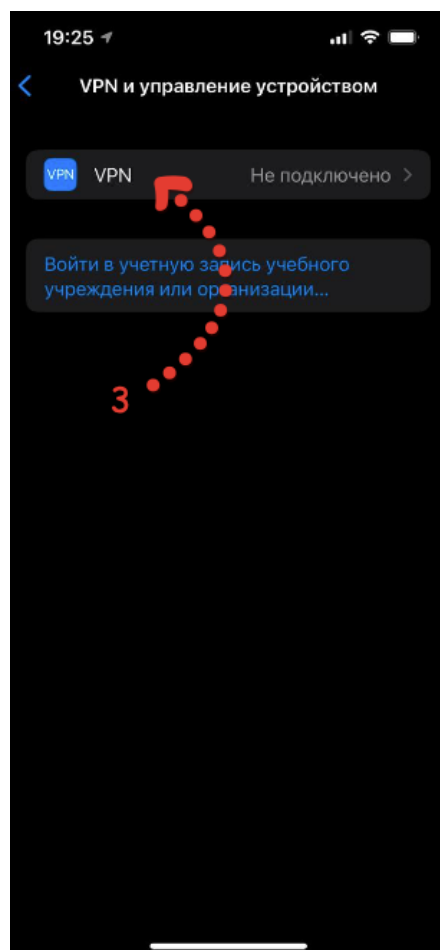 19:25
VPN и управление устройством
VPN VPN Не подключено
Войти в учетную запись учебного
учреждения или организации...
3